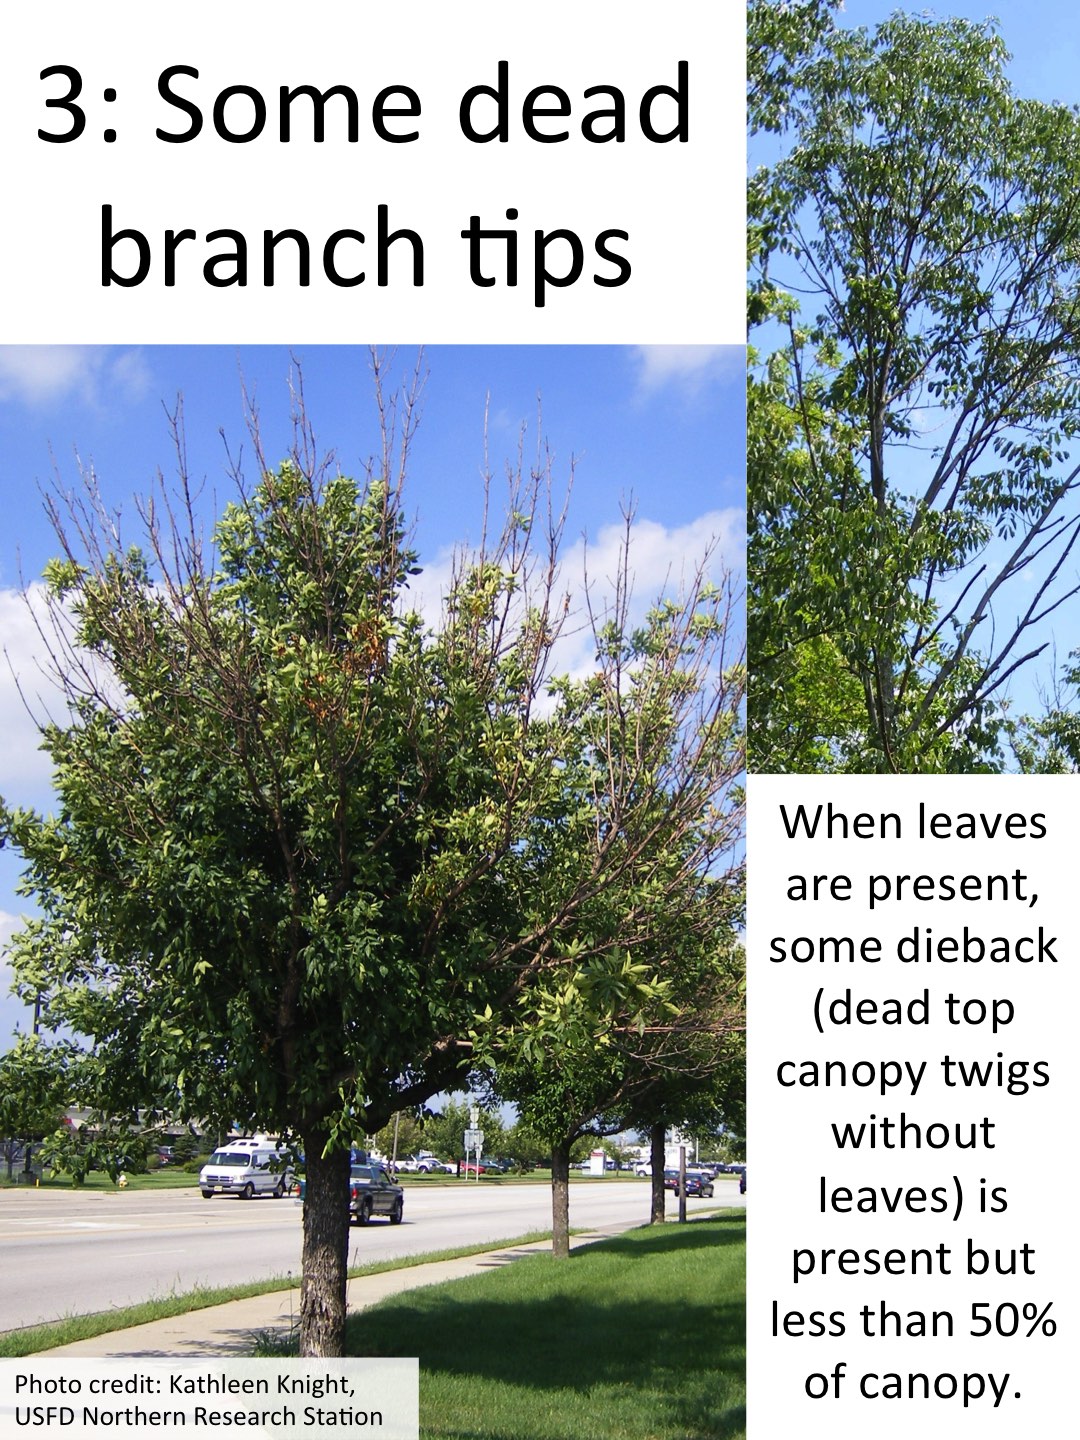 3: Some dead
branch tips
When leaves
are present,
some dieback
(dead top
canopy twigs
without
leaves) is
present but
less than 50%
of canopy.
Photo credit: Kathleen Knight,
USFD Northern Research Station